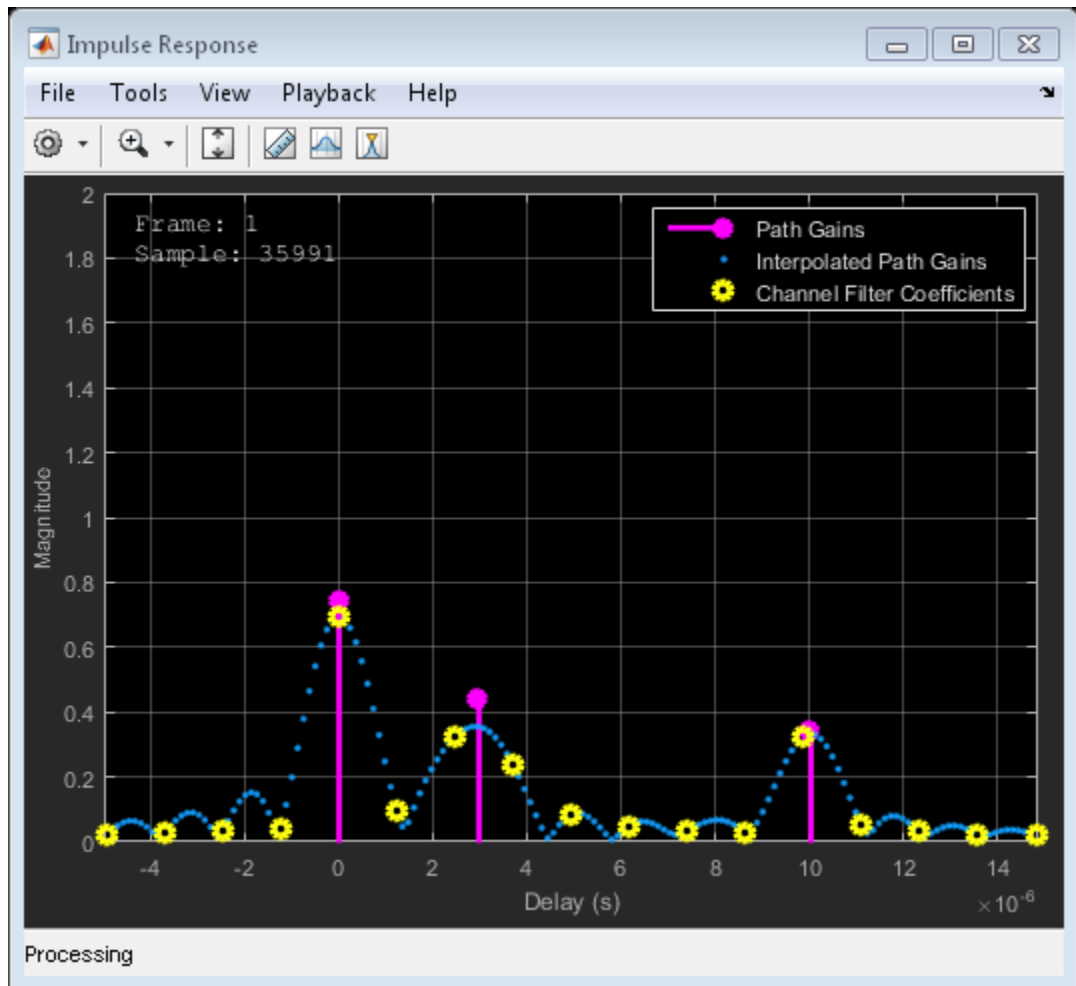 Impulse Response
File Tools View Playback Help
Frame: 1
Sample: 35991
Path Gains
Interpolated Path Gains
Channel Filter Coefficients
2
1.8
1.6
1.4
1.2
1
0.8
0.6
0.4
0.2
0
Magnitude
-4 -2 0 2 4 6 8 10 12 14
Delay (s)
×10⁻⁶
Processing